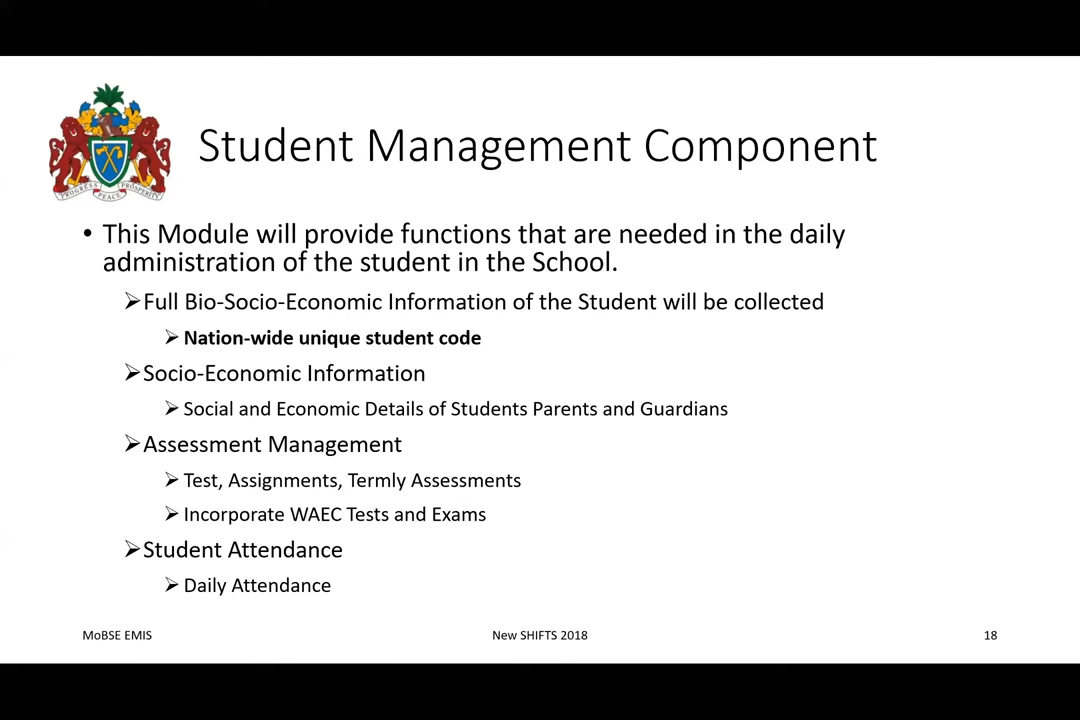 Student Management Component
• This Module will provide functions that are needed in the daily
administration of the student in the School.
➢Full Bio-Socio-Economic Information of the Student will be collected
➢ Nation-wide unique student code
➢Socio-Economic Information
➢ Social and Economic Details of Students Parents and Guardians
➢Assessment Management
➢ Test, Assignments, Termly Assessments
➢ Incorporate WAEC Tests and Exams
➢Student Attendance
➢ Daily Attendance
PROGRESS PEACE PROSPERITY
MoBSE EMIS
New SHIFTS 2018
18